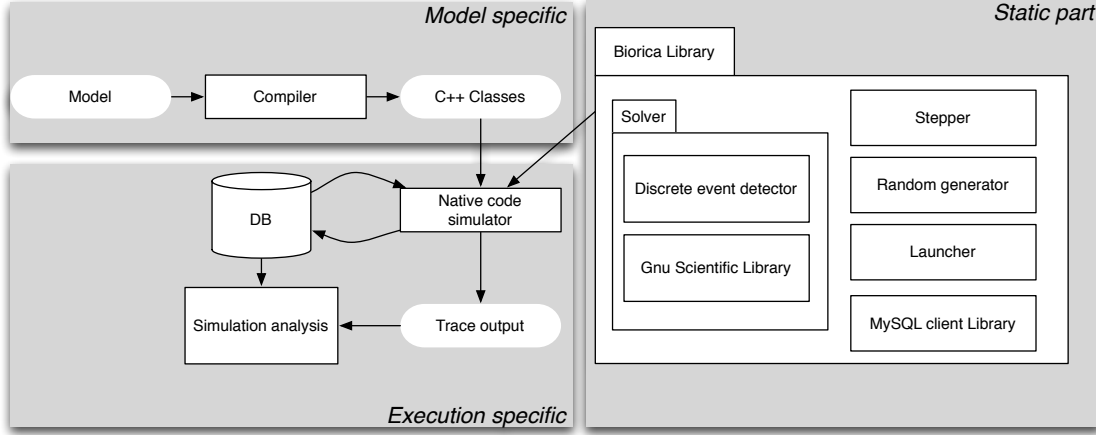 Model specific
Model
Compiler
C++ Classes
Static part
Biorica Library
Solver
Discrete event detector
Gnu Scientific Library
Stepper
Random generator
Launcher
MySQL client Library
DB
Native code
simulator
Simulation analysis
Trace output
Execution specific